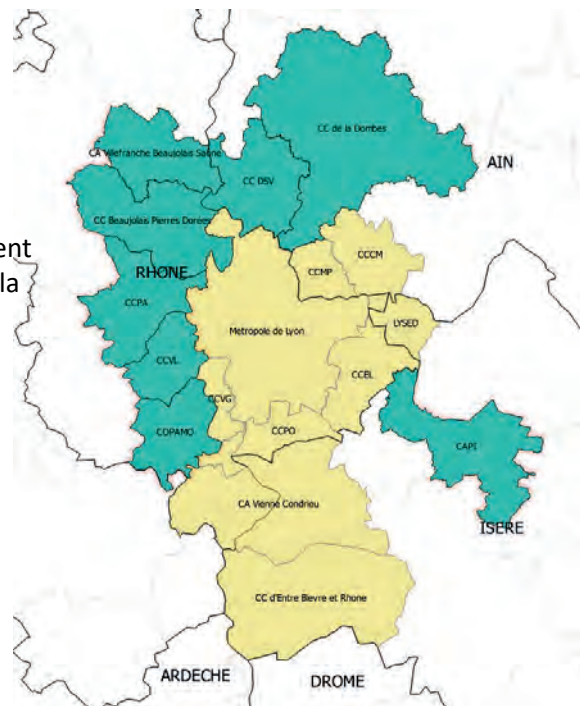 CC de la Dombes
CA Villefranche Beaujolais Saône
AIN
CC DSV
CC Beaujolais Pierres Dorées
ent
la
RHONE
CCMP
CCCM
CCPA
Metropole de Lyon
LYSED
CCVL
CCEL
CCVG
COPAMO
CCPO
CAPI
CA Vienne Condrieu
ISERE
CC d'Entre Bievre et Rhone
ARDECHE
DROME